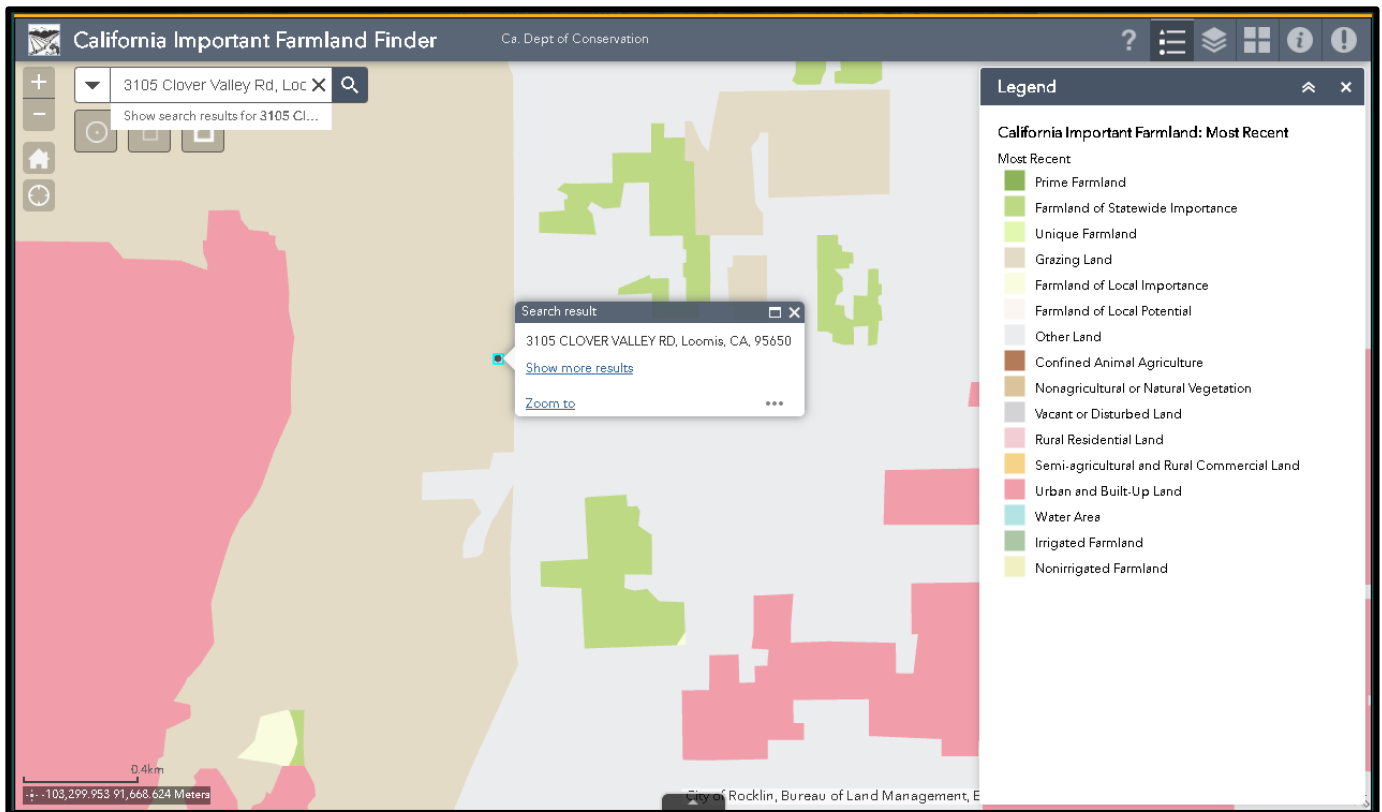 California Important Farmland Finder
Ca. Dept of Conservation
?
+
3105 Clover Valley Rd, Loc
Show search results for 3105 Cl...
−
Legend
California Important Farmland: Most Recent
Most Recent
Prime Farmland
Farmland of Statewide Importance
Unique Farmland
Grazing Land
Farmland of Local Importance
Farmland of Local Potential
Other Land
Confined Animal Agriculture
Nonagricultural or Natural Vegetation
Vacant or Disturbed Land
Rural Residential Land
Semi-agricultural and Rural Commercial Land
Urban and Built-Up Land
Water Area
Irrigated Farmland
Nonirrigated Farmland
Search result
3105 CLOVER VALLEY RD, Loomis, CA, 95650
Show more results
Zoom to
0.4km
-103,299.953 91,668.624 Meters
City of Rocklin, Bureau of Land Management, E